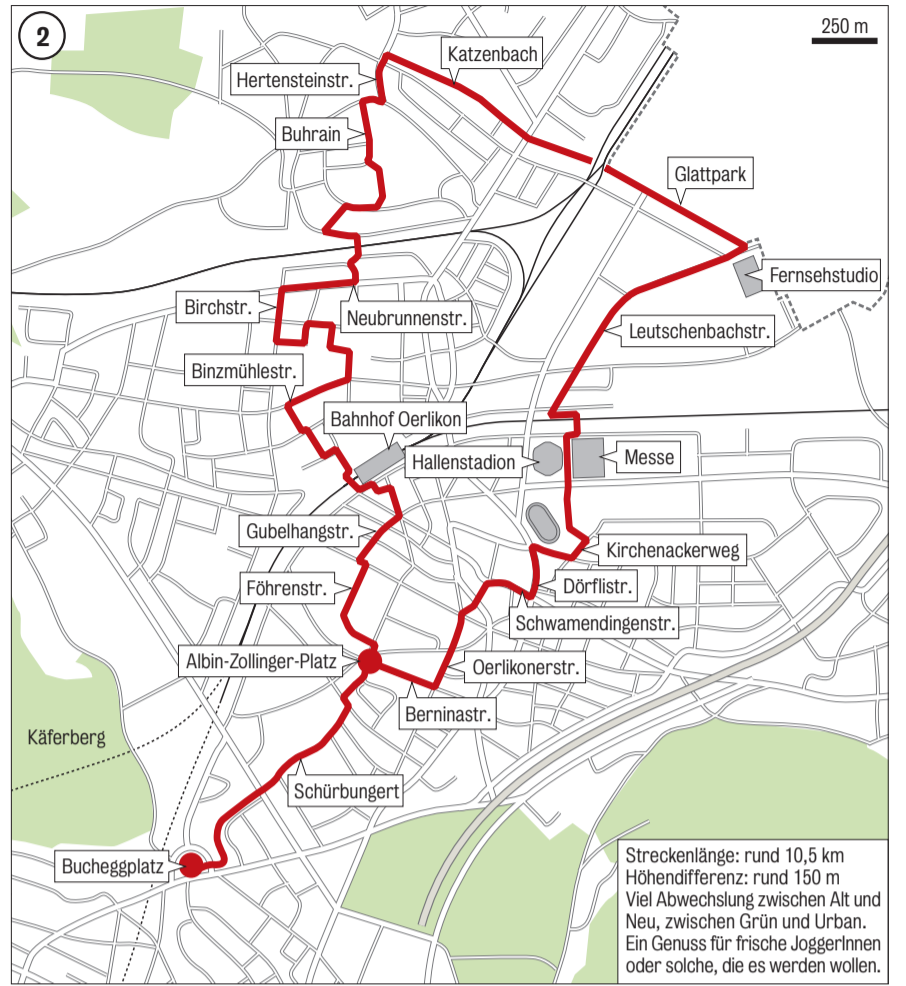 2
250 m
Katzenbach
Hertensteinstr.
Buhrain
Glattpark
Fernsehstudio
Birchstr.
Neubrunnenstr.
Leutschenbachstr.
Binzmühlestr.
Bahnhof Oerlikon
Hallenstadion
Messe
Gubelhangstr.
Kirchenackerweg
Föhrenstr.
Dörflistr.
Schwamendingenstr.
Albin-Zollinger-Platz
Oerlikonerstr.
Berninastr.
Käferberg
Schürbungert
Bucheggplatz
Streckenlänge: rund 10,5 km
Höhendifferenz: rund 150 m
Viel Abwechslung zwischen Alt und
Neu, zwischen Grün und Urban.
Ein Genuss für frische JoggerInnen
oder solche, die es werden wollen.